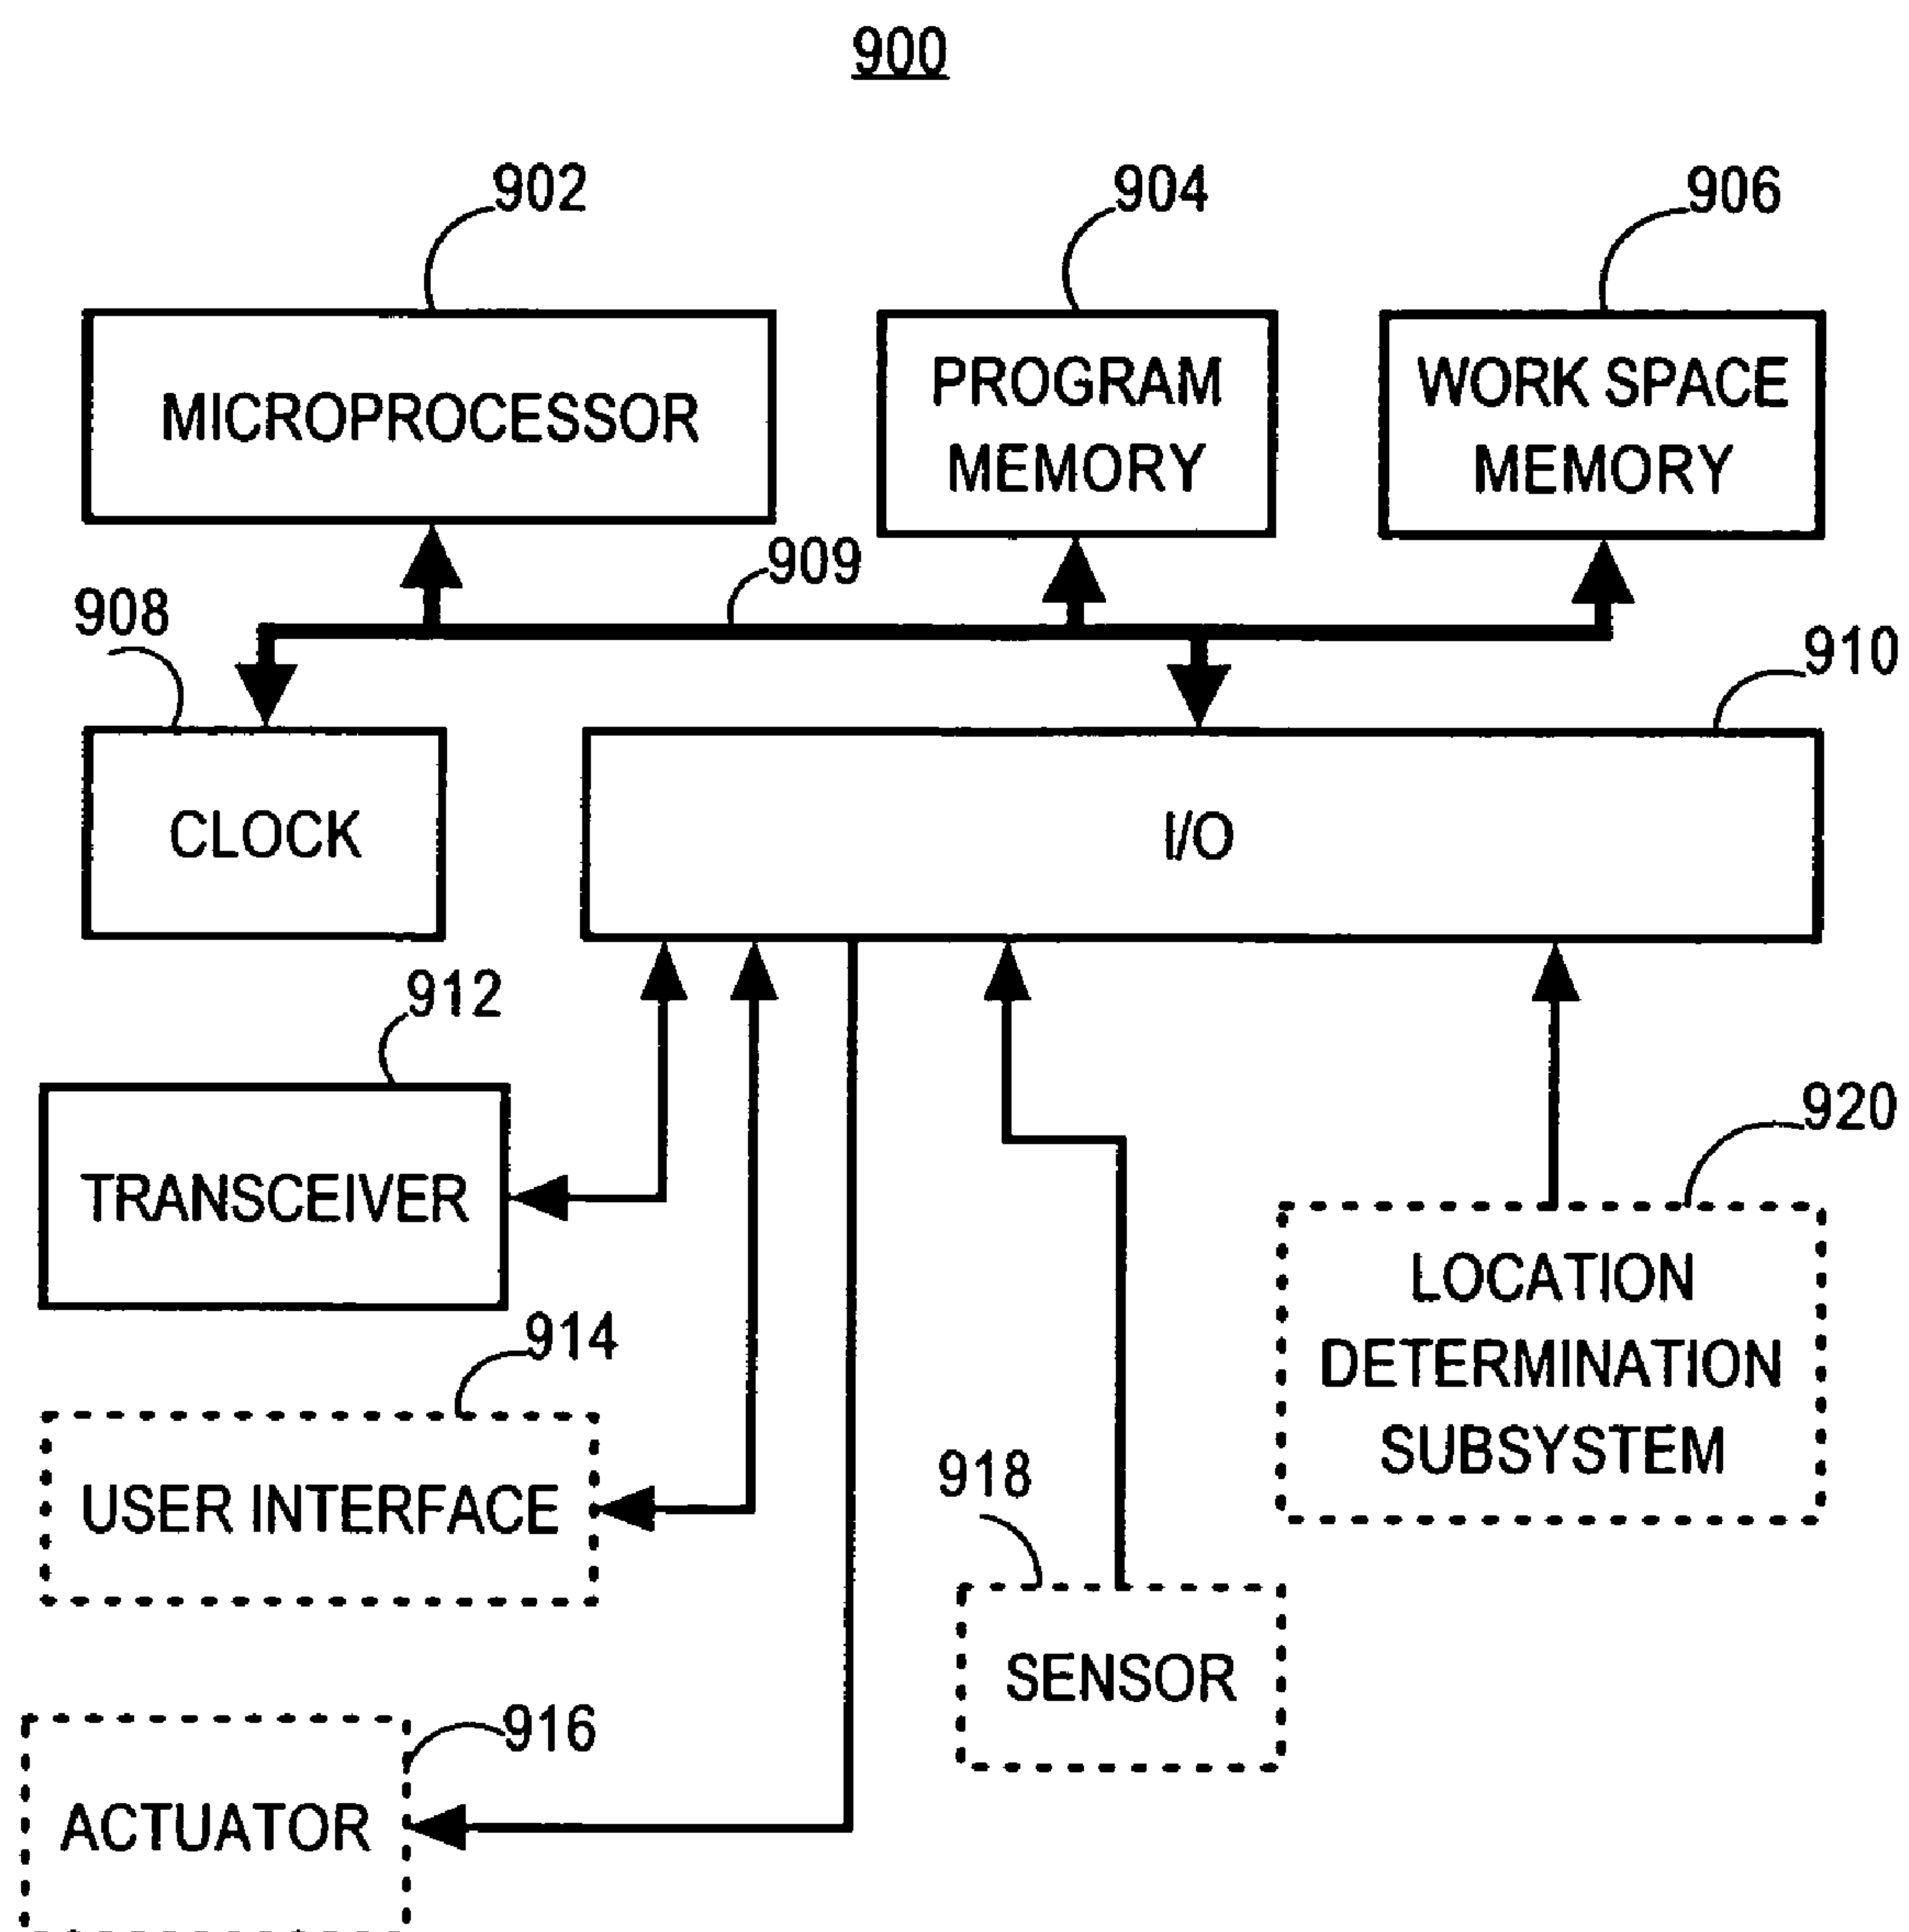 900
902
904
906
MICROPROCESSOR
PROGRAM
MEMORY
WORK SPACE
MEMORY
909
908
910
CLOCK
I/O
912
TRANSCEIVER
920
LOCATION
DETERMINATION
SUBSYSTEM
914
USER INTERFACE
918
SENSOR
916
ACTUATOR